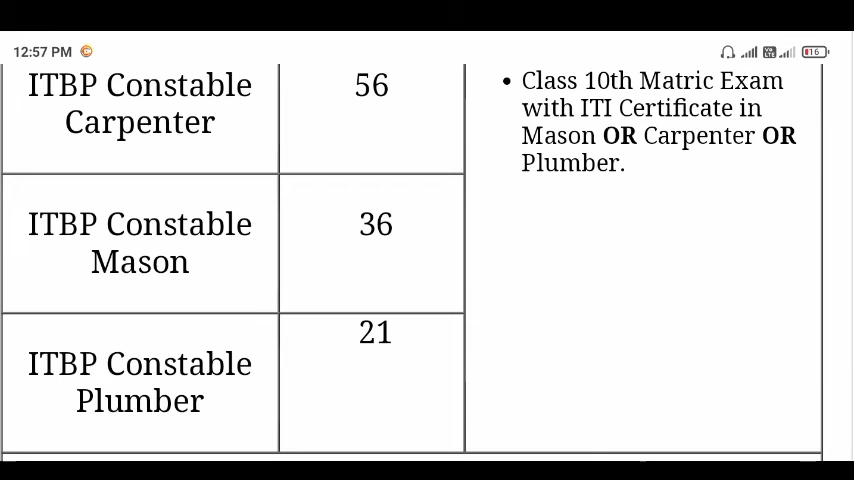 12:57 PM
16
ITBP Constable
Carpenter
56
• Class 10th Matric Exam
with ITI Certificate in
Mason OR Carpenter OR
Plumber.
ITBP Constable
Mason
36
ITBP Constable
Plumber
21